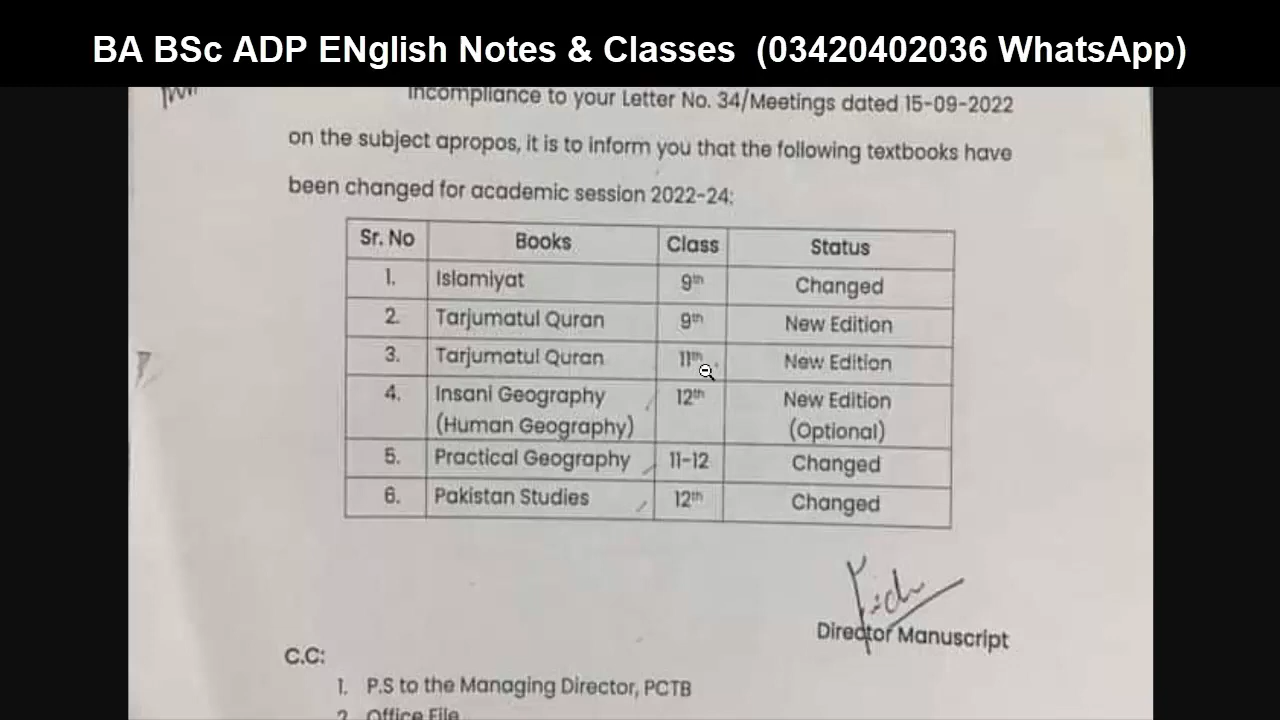 BA BSc ADP ENglish Notes & Classes (03420402036 WhatsApp)
Incompliance to your Letter No. 34/Meetings dated 15-09-2022
on the subject apropos, it is to inform you that the following textbooks have
been changed for academic session 2022-24:
Sr. No Books Class Status
1. Islamiyat 9th Changed
2. Tarjumatul Quran 9th New Edition
3. Tarjumatul Quran 11th New Edition
4. Insani Geography 12th New Edition
(Human Geography) (Optional)
5. Practical Geography 11-12 Changed
6. Pakistan Studies 12th Changed
Director Manuscript
C.C:
1. P.S to the Managing Director, PCTB
2. Office File